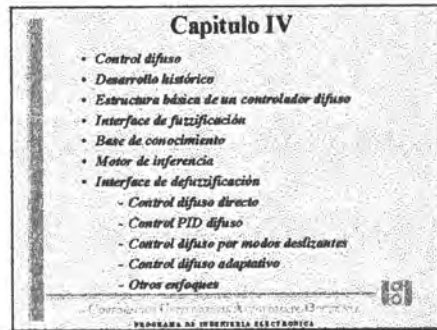 Capitulo IV
• Control difuso
• Desarrollo histórico
• Estructura básica de un controlador difuso
• Interface de fuzzificación
• Base de conocimiento
• Motor de inferencia
• Interface de defuzzificación
- Control difuso directo
- Control PID difuso
- Control difuso por modos deslizantes
- Control difuso adaptativo
- Otros enfoques
PROGRAMA DE INGENIERIA ELECTRONICA